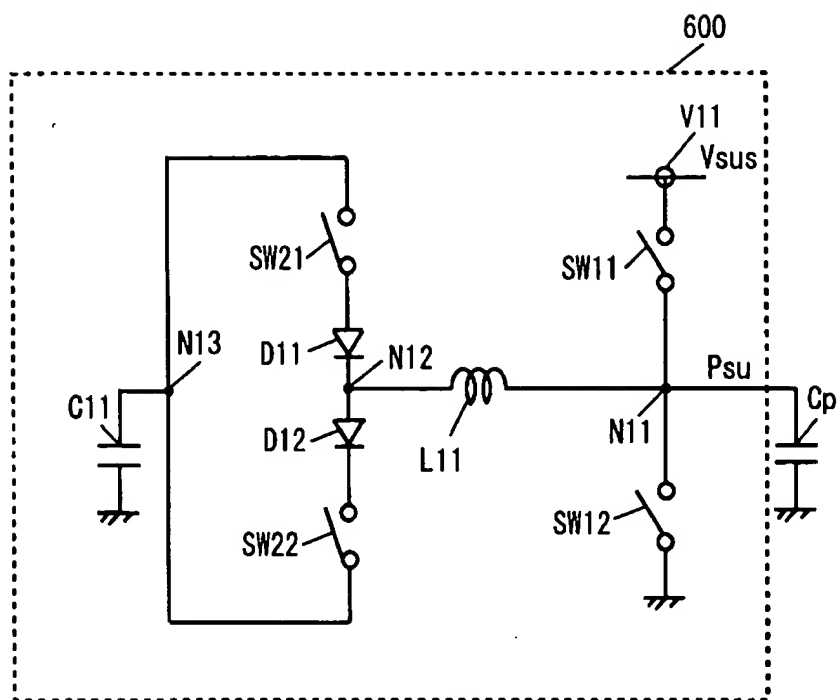 600
V11
Vsus
SW21
SW11
N13
D11
N12
Psu
C11
Cp
D12
L11
N11
SW22
SW12